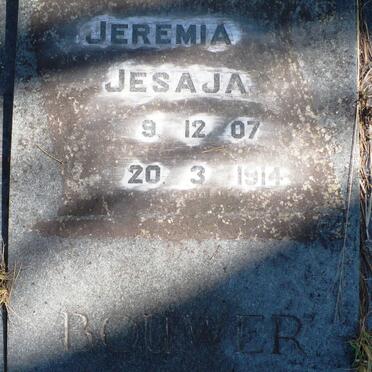 JEREMIA
JESAJA
9. 12. 07
20. 3. 1914
BOUWER